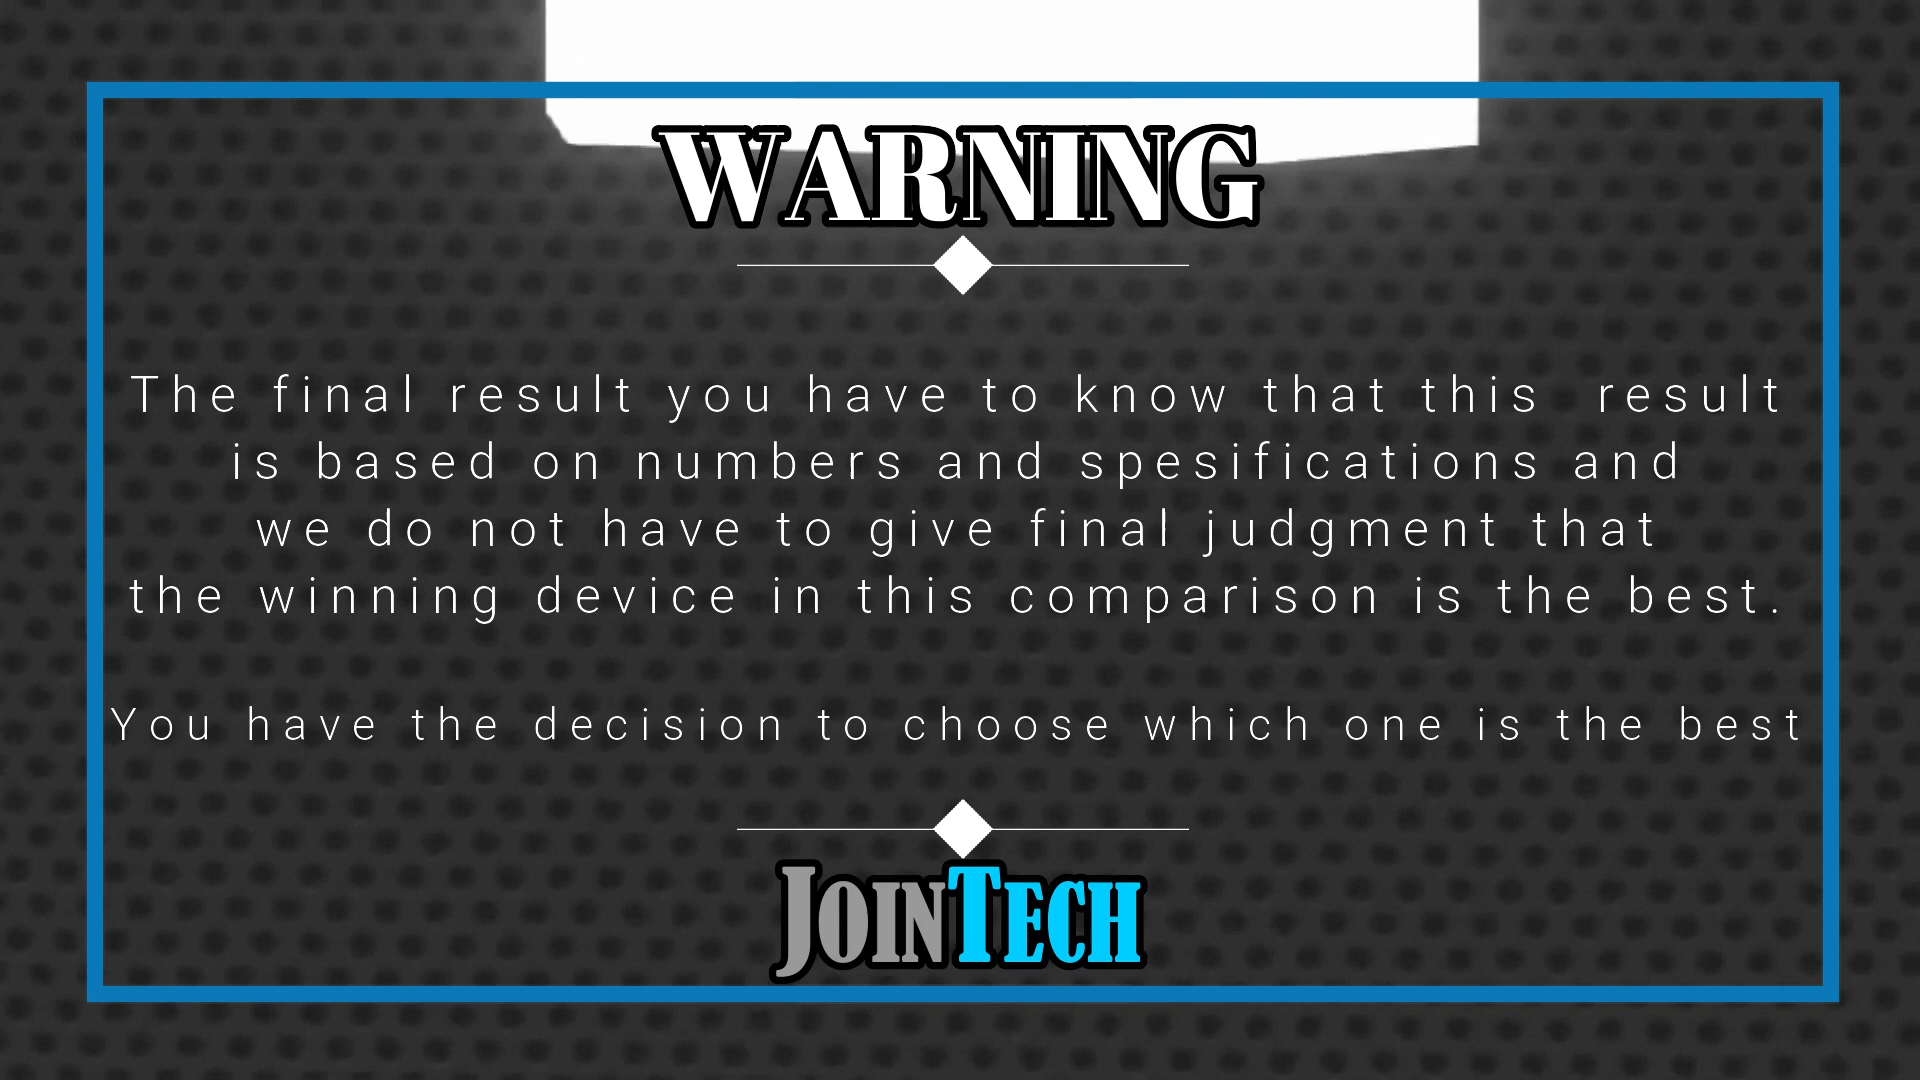 WARNING
The final result you have to know that this result
is based on numbers and spesifications and
we do not have to give final judgment that
the winning device in this comparison is the best.
You have the decision to choose which one is the best
JOINTECH